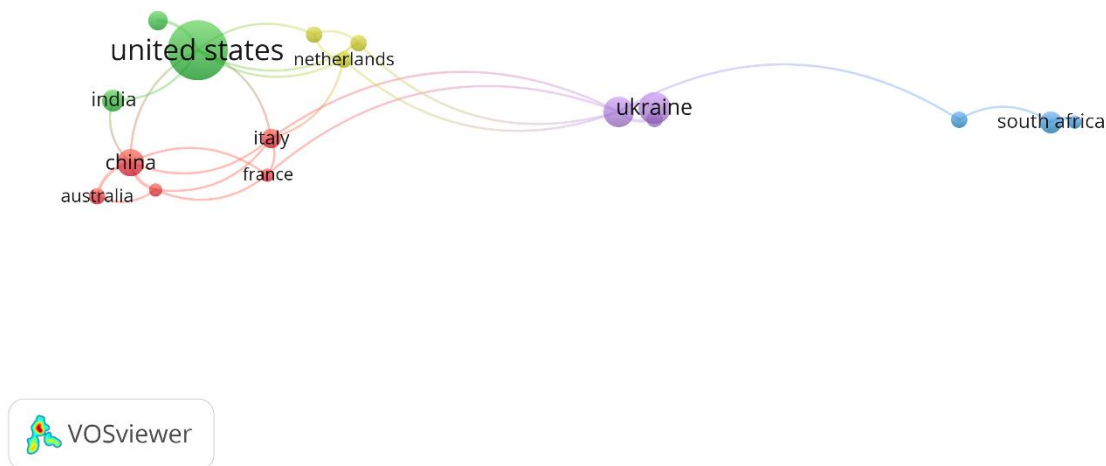 united states
netherlands
india
ukraine
south africa
italy
china
france
australia
VOSviewer